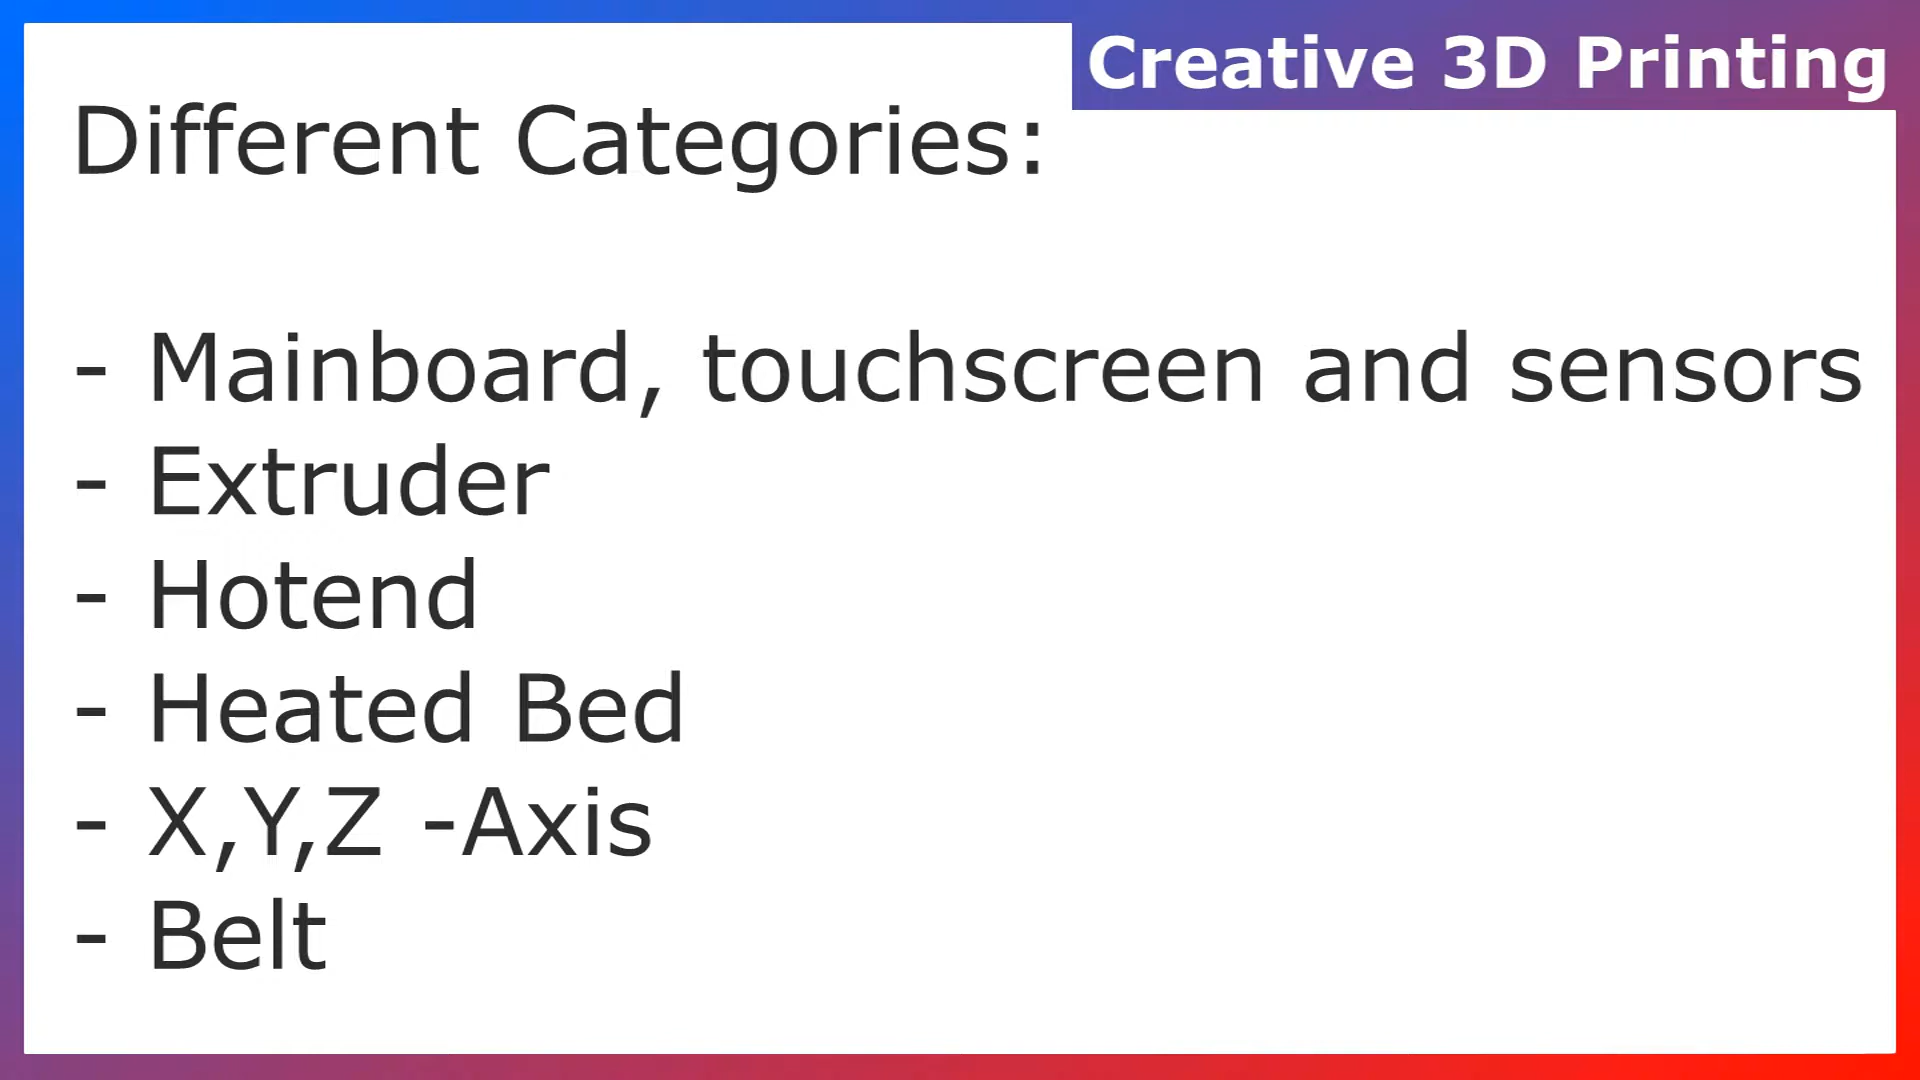 Creative 3D Printing
Different Categories:
- Mainboard, touchscreen and sensors
- Extruder
- Hotend
- Heated Bed
- X,Y,Z -Axis
- Belt